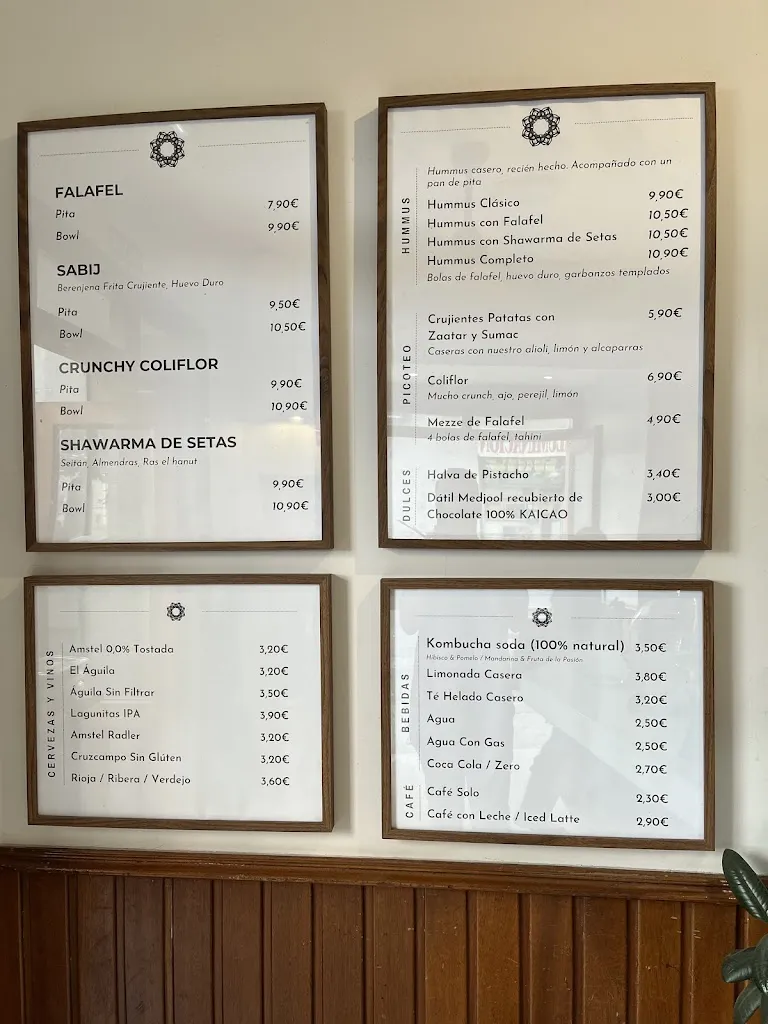 FALAFEL
Pita 7,90€
Bowl 9,90€
SABIJ
Berenjena Frita Crujiente, Huevo Duro
Pita 9,50€
Bowl 10,50€
CRUNCHY COLIFLOR
Pita 9,90€
Bowl 10,90€
SHAWARMA DE SETAS
Seitán, Almendras, Ras el hanut
Pita 9,90€
Bowl 10,90€
HUMMUS
Hummus casero, recién hecho. Acompañado con un
pan de pita
Hummus Clásico 9,90€
Hummus con Falafel 10,50€
Hummus con Shawarma de Setas 10,50€
Hummus Completo 10,90€
Bolas de falafel, huevo duro, garbanzos templados
PICOTEO
Crujientes Patatas con 5,90€
Zaatar y Sumac
Caseras con nuestro alioli, limón y alcaparras
Coliflor 6,90€
Mucho crunch, ajo, perejil, limón
Mezze de Falafel 4,90€
4 bolas de falafel, tahini
DULCES
Halva de Pistacho 3,40€
Dátil Medjool recubierto de 3,00€
Chocolate 100% KAICAO
CERVEZAS Y VINOS
Amstel 0,0% Tostada 3,20€
El Águila 3,20€
Águila Sin Filtrar 3,50€
Lagunitas IPA 3,90€
Amstel Radler 3,20€
Cruzcampo Sin Glúten 3,20€
Rioja / Ribera / Verdejo 3,60€
BEBIDAS
Kombucha soda (100% natural) 3,50€
Hibisco & Pomelo / Mandarina & Fruta de la Pasión
Limonada Casera 3,80€
Té Helado Casero 3,20€
Agua 2,50€
Agua Con Gas 2,50€
Coca Cola / Zero 2,70€
CAFÉ
Café Solo 2,30€
Café con Leche / Iced Latte 2,90€